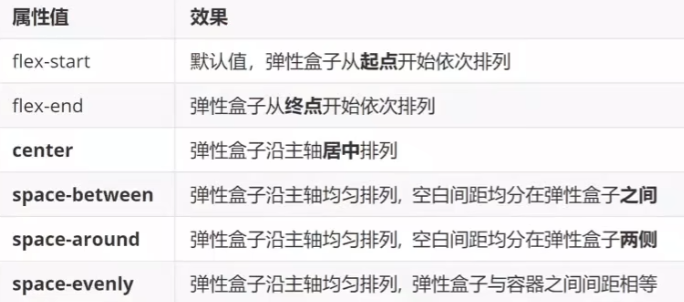 属性值 效果
flex-start 默认值，弹性盒子从起点开始依次排列
flex-end 弹性盒子从终点开始依次排列
center 弹性盒子沿主轴居中排列
space-between 弹性盒子沿主轴均匀排列, 空白间距均分在弹性盒子之间
space-around 弹性盒子沿主轴均匀排列, 空白间距均分在弹性盒子两侧
space-evenly 弹性盒子沿主轴均匀排列, 弹性盒子与容器之间间距相等